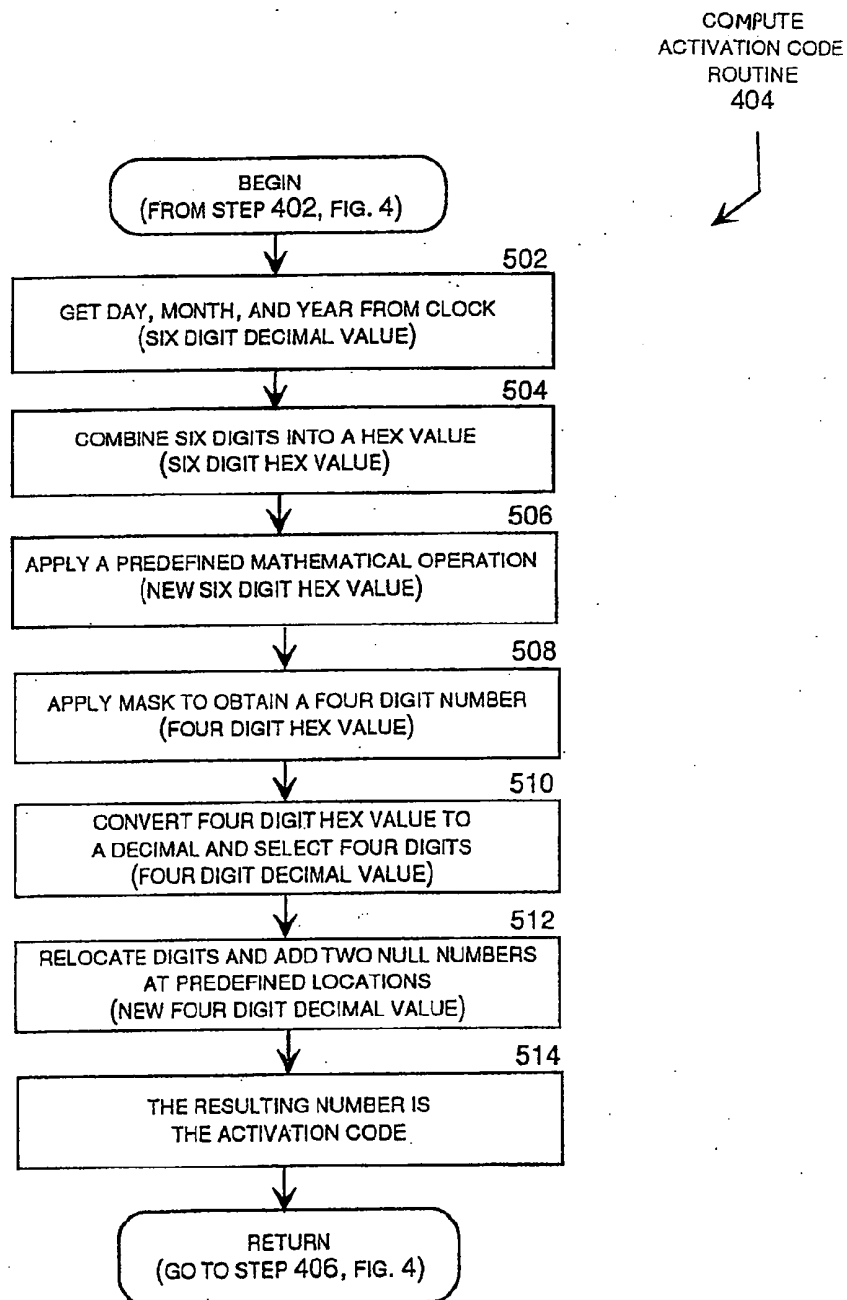 COMPUTE
ACTIVATION CODE
ROUTINE
404
BEGIN
(FROM STEP 402, FIG. 4)
502
GET DAY, MONTH, AND YEAR FROM CLOCK
(SIX DIGIT DECIMAL VALUE)
504
COMBINE SIX DIGITS INTO A HEX VALUE
(SIX DIGIT HEX VALUE)
506
APPLY A PREDEFINED MATHEMATICAL OPERATION
(NEW SIX DIGIT HEX VALUE)
508
APPLY MASK TO OBTAIN A FOUR DIGIT NUMBER
(FOUR DIGIT HEX VALUE)
510
CONVERT FOUR DIGIT HEX VALUE TO
A DECIMAL AND SELECT FOUR DIGITS
(FOUR DIGIT DECIMAL VALUE)
512
RELOCATE DIGITS AND ADD TWO NULL NUMBERS
AT PREDEFINED LOCATIONS
(NEW FOUR DIGIT DECIMAL VALUE)
514
THE RESULTING NUMBER IS
THE ACTIVATION CODE
RETURN
(GO TO STEP 406, FIG. 4)